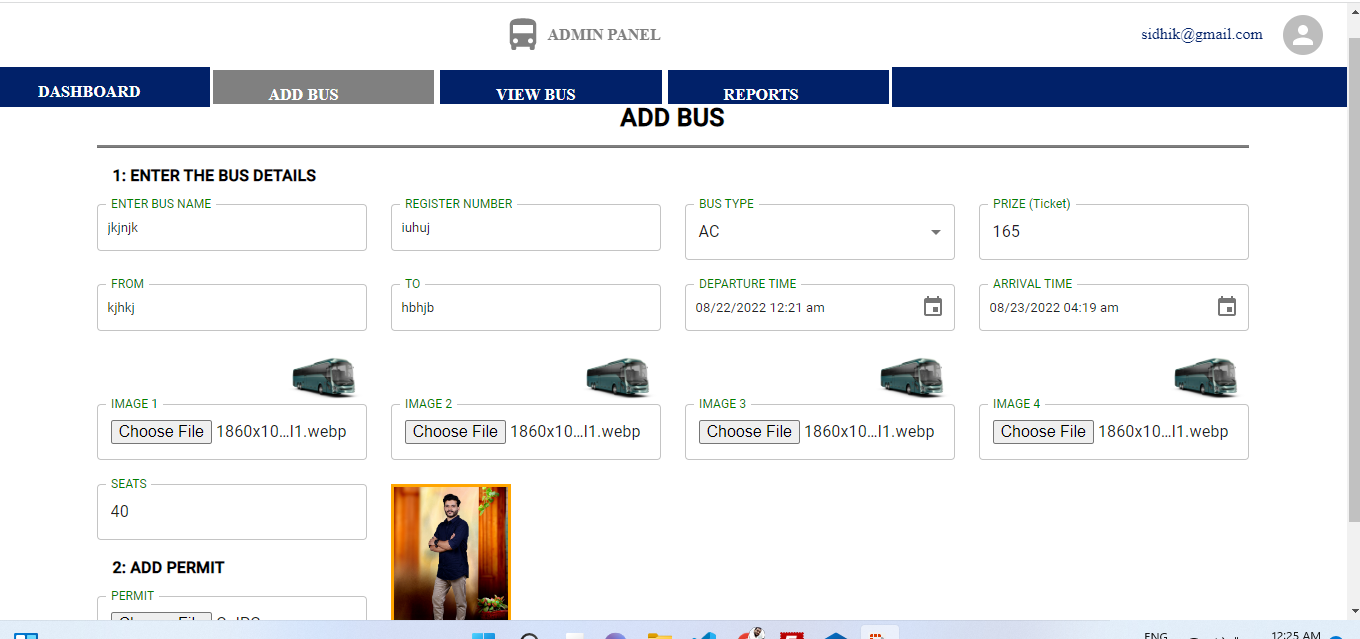 ADMIN PANEL
sidhik@gmail.com
DASHBOARD ADD BUS VIEW BUS REPORTS
ADD BUS
1: ENTER THE BUS DETAILS
ENTER BUS NAME REGISTER NUMBER BUS TYPE PRIZE (Ticket)
jkjnjk iuhuj AC 165
FROM TO DEPARTURE TIME ARRIVAL TIME
kjhkj hbhjb 08/22/2022 12:21 am 08/23/2022 04:19 am
IMAGE 1 IMAGE 2 IMAGE 3 IMAGE 4
Choose File 1860x10...l1.webp Choose File 1860x10...l1.webp Choose File 1860x10...l1.webp Choose File 1860x10...l1.webp
SEATS
40
2: ADD PERMIT
PERMIT
Choose File
ENG 12:25 AM